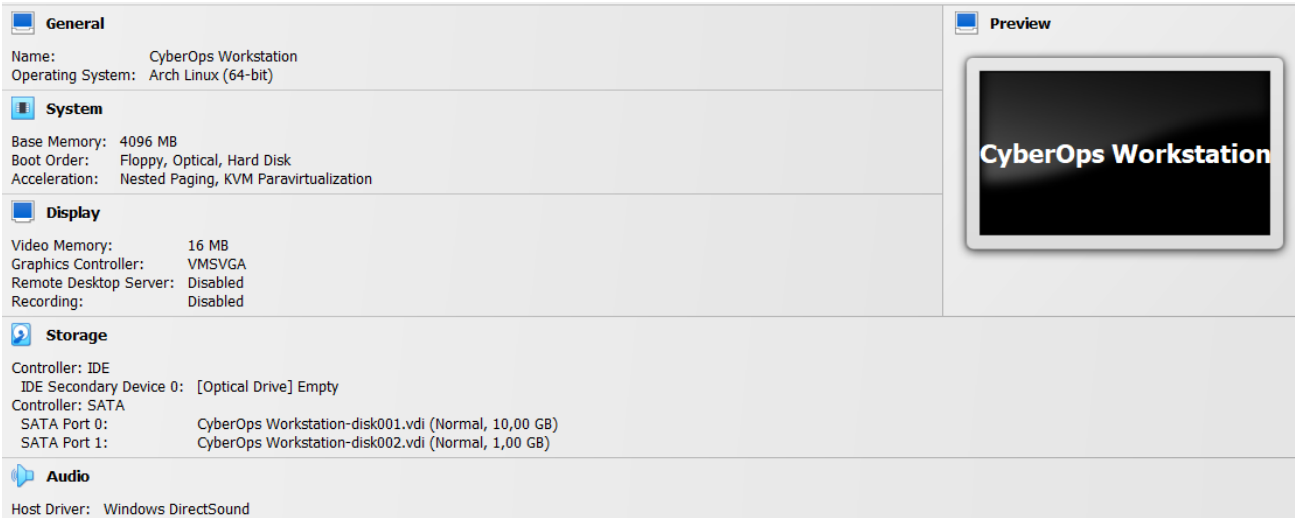 General
Name: CyberOps Workstation
Operating System: Arch Linux (64-bit)
System
Base Memory: 4096 MB
Boot Order: Floppy, Optical, Hard Disk
Acceleration: Nested Paging, KVM Paravirtualization
Display
Video Memory: 16 MB
Graphics Controller: VMSVGA
Remote Desktop Server: Disabled
Recording: Disabled
Preview
CyberOps Workstation
Storage
Controller: IDE
IDE Secondary Device 0: [Optical Drive] Empty
Controller: SATA
SATA Port 0: CyberOps Workstation-disk001.vdi (Normal, 10,00 GB)
SATA Port 1: CyberOps Workstation-disk002.vdi (Normal, 1,00 GB)
Audio
Host Driver: Windows DirectSound